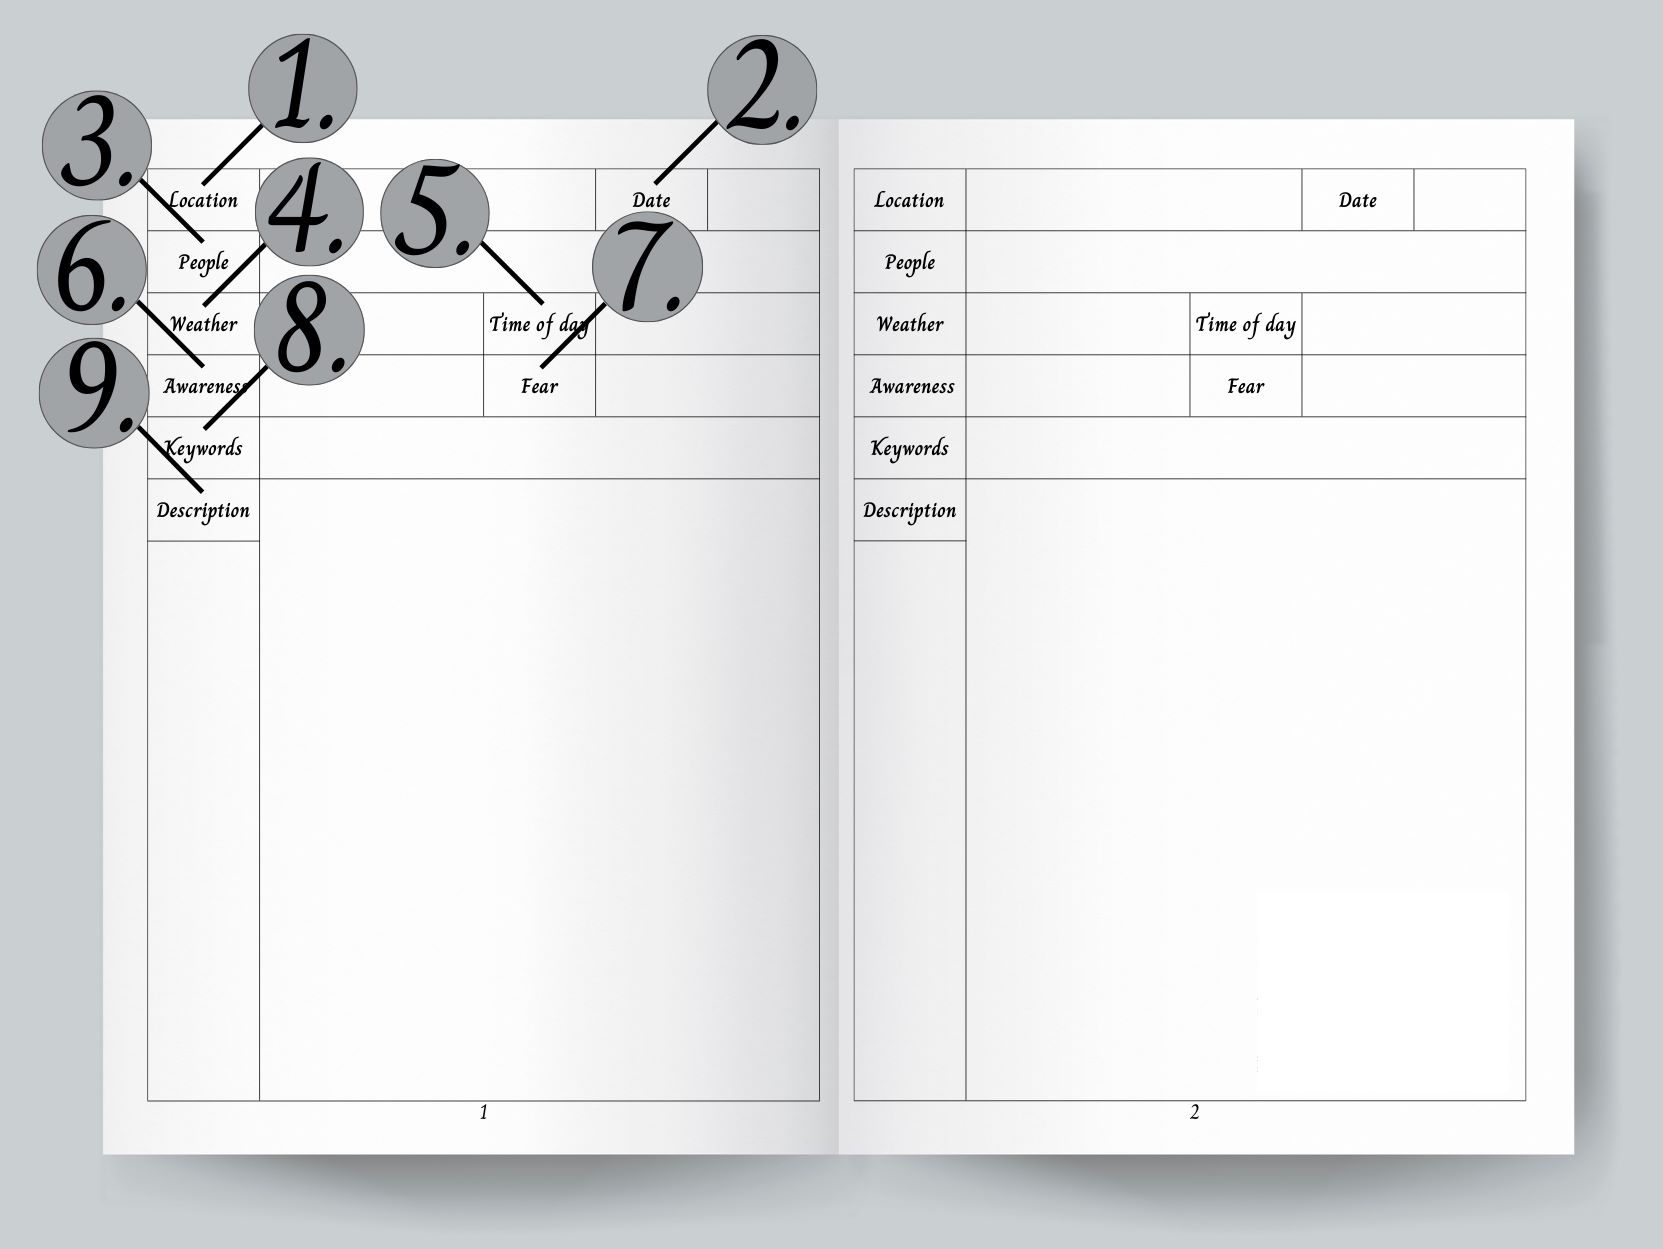 1.
2.
3.
4.
5.
6.
7.
8.
9.
Location
Date
People
Weather
Time of day
Awareness
Fear
Keywords
Description
1
Location
Date
People
Weather
Time of day
Awareness
Fear
Keywords
Description
2